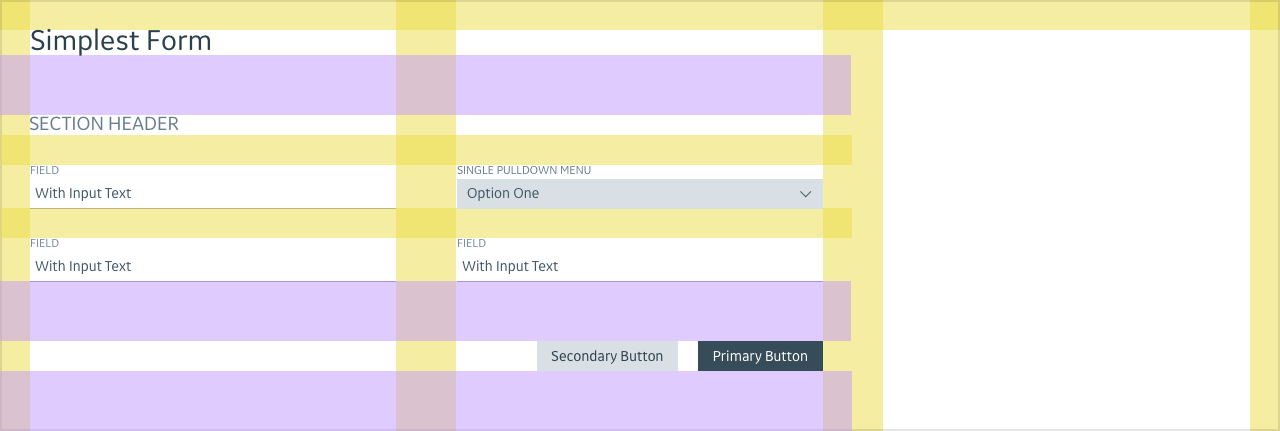 Simplest Form
SECTION HEADER
FIELD
With Input Text
SINGLE PULLDOWN MENU
Option One
FIELD
With Input Text
FIELD
With Input Text
Secondary Button
Primary Button